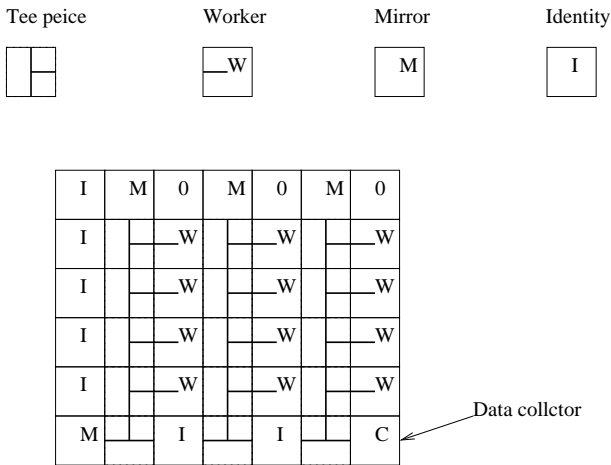 Tee peice Worker Mirror Identity
W M I
I M 0 M 0 M 0
I W W W
I W W W
I W W W
I W W W
M I I C
Data collctor